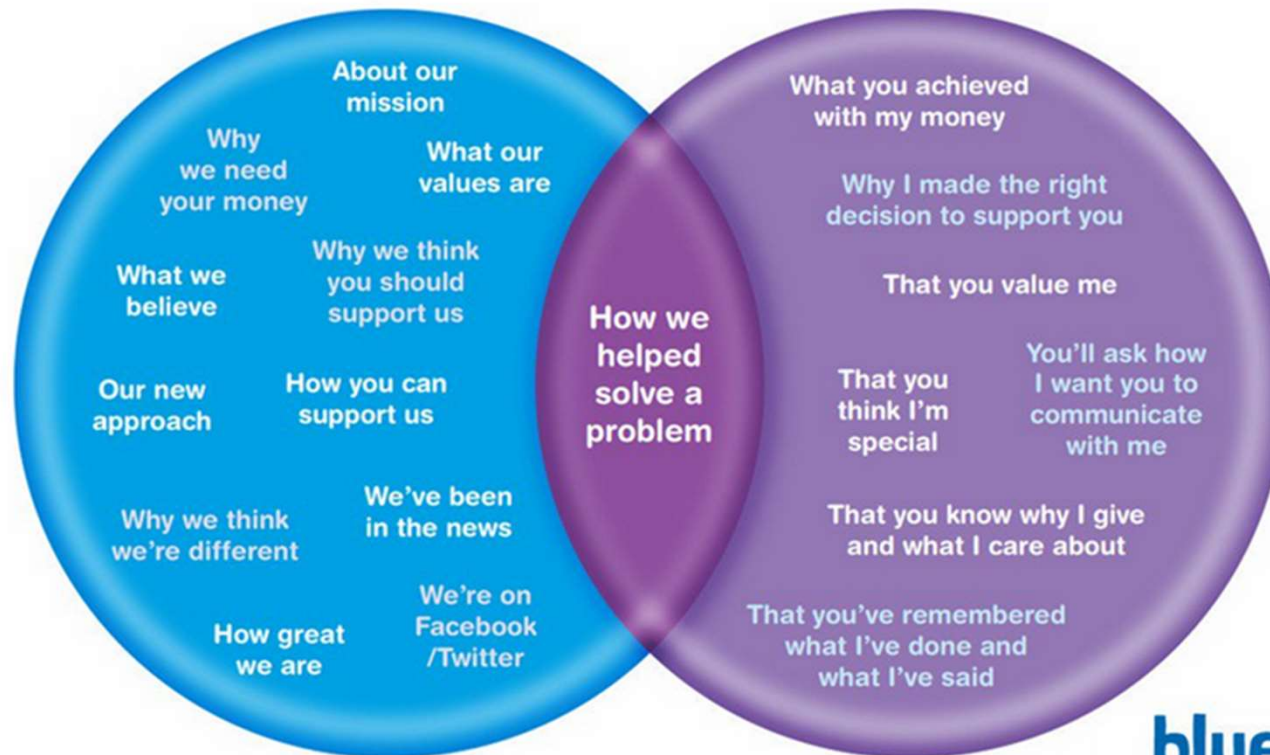 About our
mission
Why
we need
your money
What our
values are
What we
believe
Why we think
you should
support us
Our new
approach
How you can
support us
Why we think
we're different
We've been
in the news
How great
we are
We're on
Facebook
/Twitter
How we
helped
solve a
problem
What you achieved
with my money
Why I made the right
decision to support you
That you value me
That you
think I'm
special
You'll ask how
I want you to
communicate
with me
That you know why I give
and what I care about
That you've remembered
what I've done and
what I've said
blue